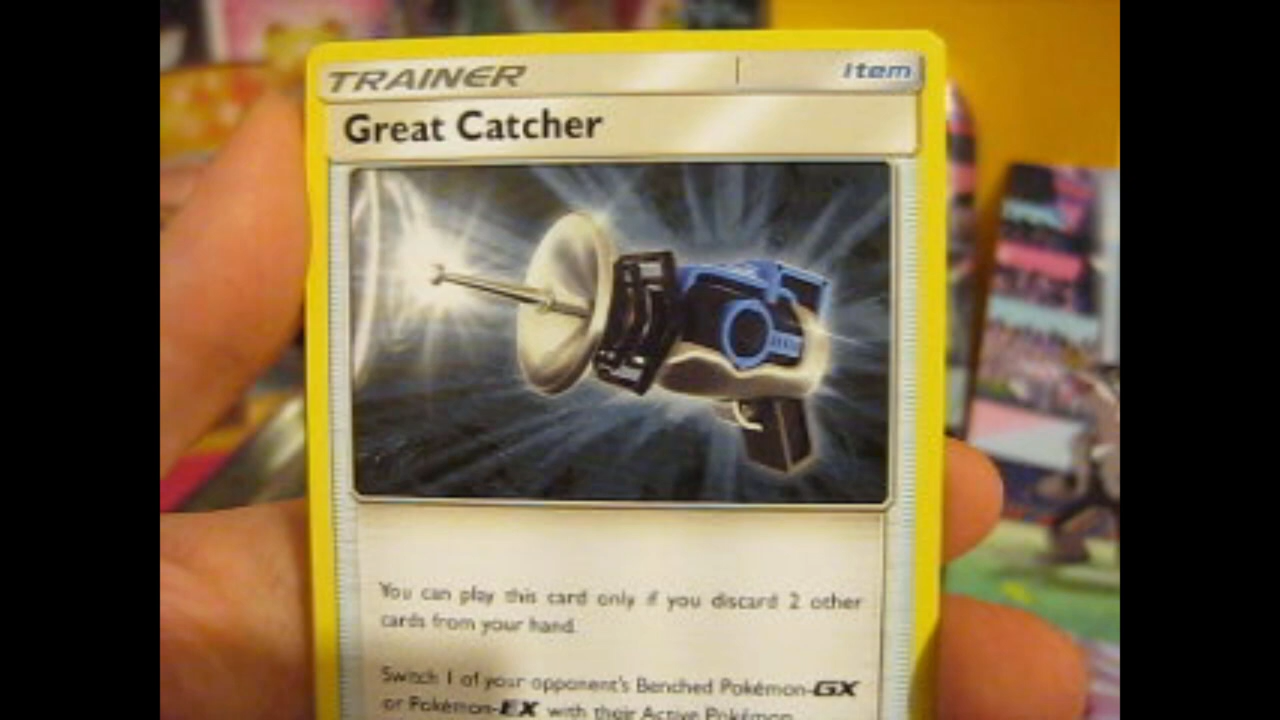 TRAINER Item
Great Catcher
You can play this card only if you discard 2 other
cards from your hand.
Switch 1 of your opponent's Benched Pokémon-GX
or Pokémon-EX with their Active Pokémon.